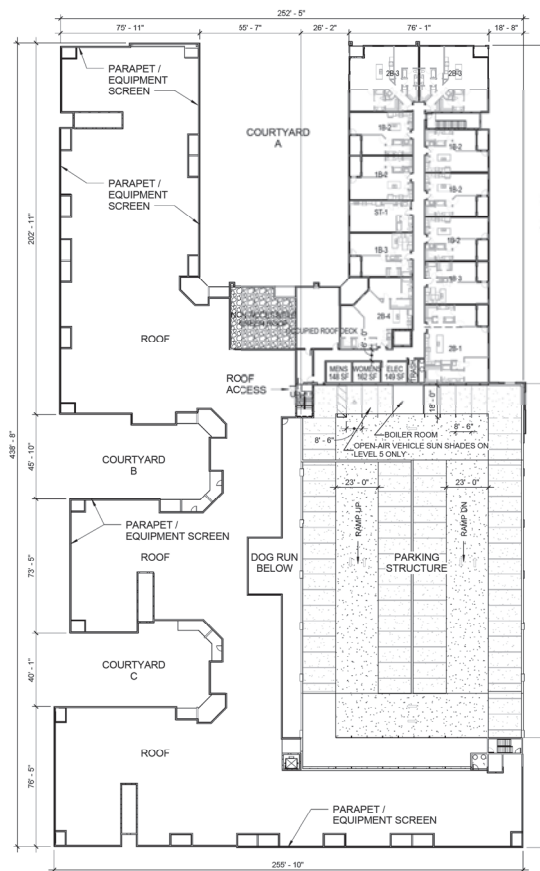 252' - 5"
75' - 11"
55' - 7"
26' - 2"
76' - 1"
18' - 8"
PARAPET /
EQUIPMENT
SCREEN
2B-3
2B-3
COURTYARD
A
1B-2
1B-2
PARAPET /
EQUIPMENT
SCREEN
1B-2
1B-2
202' - 11"
ST-1
1B-2
1B-3
2B-4
OCCUPIED ROOF DECK
ROOF
2B-1
MENS
148 SF
WOMENS
162 SF
ELEC
149 SF
TRASH
ROOF
ACCESS
18' - 0"
438' - 8"
8' - 6"
8' - 6"
BOILER ROOM
OPEN-AIR VEHICLE SUN SHADES ON
LEVEL 5 ONLY
45' - 10"
COURTYARD
B
23' - 0"
23' - 0"
RAMP UP
RAMP DN
PARAPET /
EQUIPMENT SCREEN
73' - 5"
ROOF
DOG RUN
BELOW
PARKING
STRUCTURE
40' - 1"
COURTYARD
C
ROOF
76' - 5"
PARAPET /
EQUIPMENT SCREEN
255' - 10"